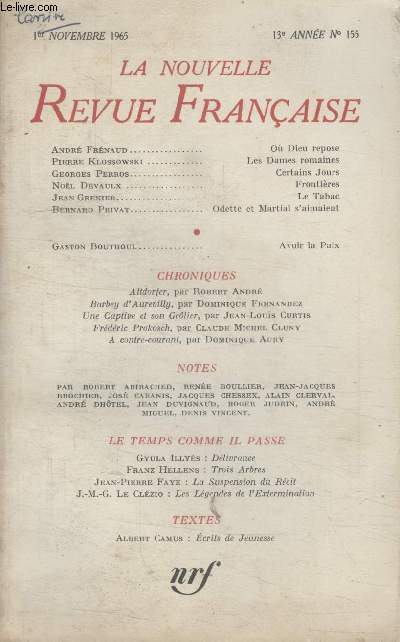 © www.le-livre.com
1er NOVEMBRE 1965 13e ANNÉE No 155
LA NOUVELLE
REVUE FRANÇAISE
ANDRÉ FRÉNAUD................. Où Dieu repose
PIERRE KLOSSOWSKI ............. Les Dames romaines
GEORGES PERROS................. Certains Jours
NOËL DEVAULX ................. Frontières
JEAN GRENIER................. Le Tabac
BERNARD PRIVAT................. Odette et Martial s'aimaient
•
GASTON BOUTHOUL............... Avoir la Paix
CHRONIQUES
Altdorfer, par ROBERT ANDRÉ
Barbey d'Aurevilly, par DOMINIQUE FERNANDEZ
Une Captive et son Geôlier, par JEAN-LOUIS CURTIS
Frédéric Prokosch, par CLAUDE MICHEL CLUNY
A contre-courant, par DOMINIQUE AURY
NOTES
PAR ROBERT ABIRACHED, RENÉE BOULLIER, JEAN-JACQUES
BROCHIER, JOSÉ CABANIS, JACQUES CHESSEX, ALAIN CLERVAL,
ANDRÉ DHÔTEL, JEAN DUVIGNAUD, ROGER JUDRIN, ANDRÉ
MIGUEL, DENIS VINCENT.
LE TEMPS COMME IL PASSE
GYULA ILLYÈS : Délivrance
FRANZ HELLENS : Trois Arbres
JEAN-PIERRE FAYE : La Suspension du Récit
J.-M.-G. LE CLÉZIO : Les Légendes de l'Extermination
TEXTES
ALBERT CAMUS : Écrits de Jeunesse
nrf